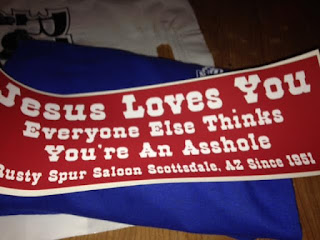 Jesus Loves You
Everyone Else Thinks
You're An Asshole
Rusty Spur Saloon Scottsdale, AZ Since 1951